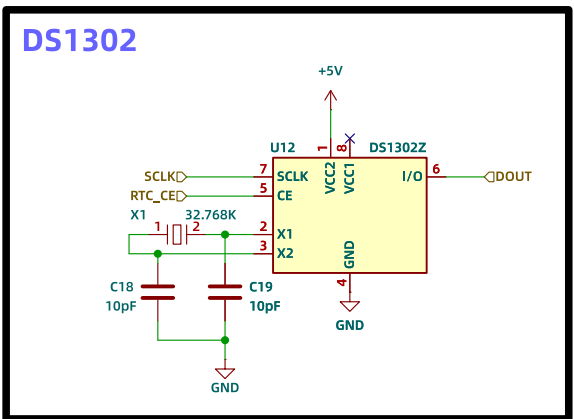 DS1302
+5V
U12
DS1302Z
1
8
VCC2
VCC1
SCLK
7
SCLK
I/O
6
DOUT
RTC_CE
5
CE
X1
32.768K
1
2
2
X1
3
X2
GND
4
C18
10pF
C19
10pF
GND
GND